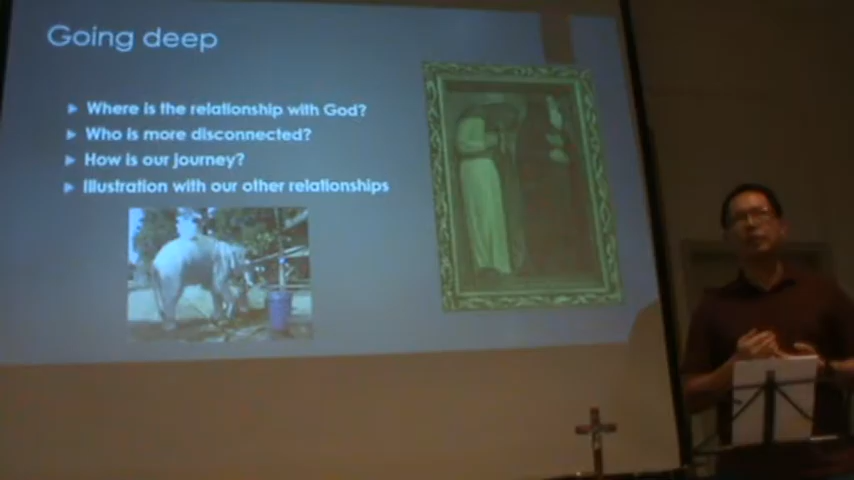 Going deep
Where is the relationship with God?
Who is more disconnected?
How is our journey?
Illustration with our other relationships